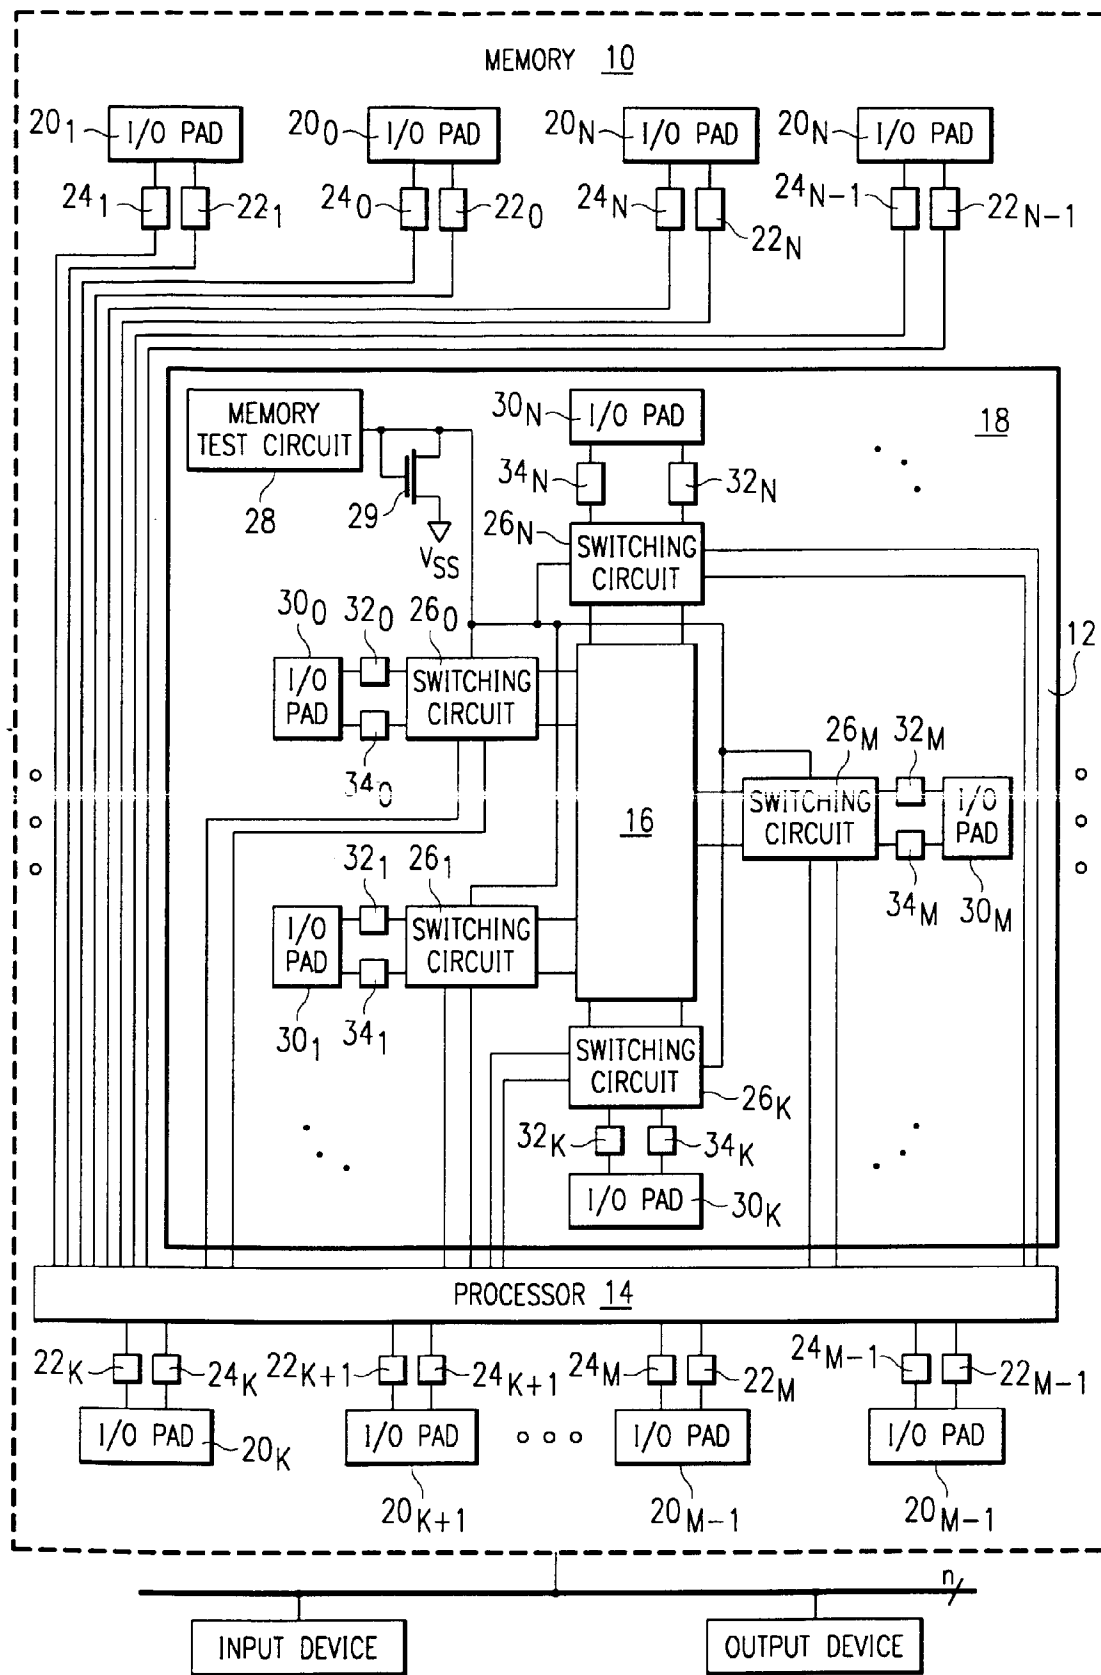 MEMORY 10
20₁ I/O PAD 20₀ I/O PAD 20N I/O PAD 20N I/O PAD
24₁ 22₁ 24₀ 22₀ 24N 22N 24N-1 22N-1
MEMORY TEST CIRCUIT
28
29
VSS
30N I/O PAD
18
34N 32N
26N SWITCHING CIRCUIT
12
30₀ 32₀ 26₀
I/O PAD
SWITCHING CIRCUIT
34₀
16
26M 32M
SWITCHING CIRCUIT
I/O PAD
34M 30M
32₁ 26₁
I/O PAD
SWITCHING CIRCUIT
30₁ 34₁
SWITCHING CIRCUIT
26K
32K 34K
I/O PAD 30K
PROCESSOR 14
22K 24K 22K+1 24K+1 24M 22M 24M-1 22M-1
I/O PAD I/O PAD I/O PAD I/O PAD
20K 20K+1 20M-1 20M-1
n
INPUT DEVICE OUTPUT DEVICE